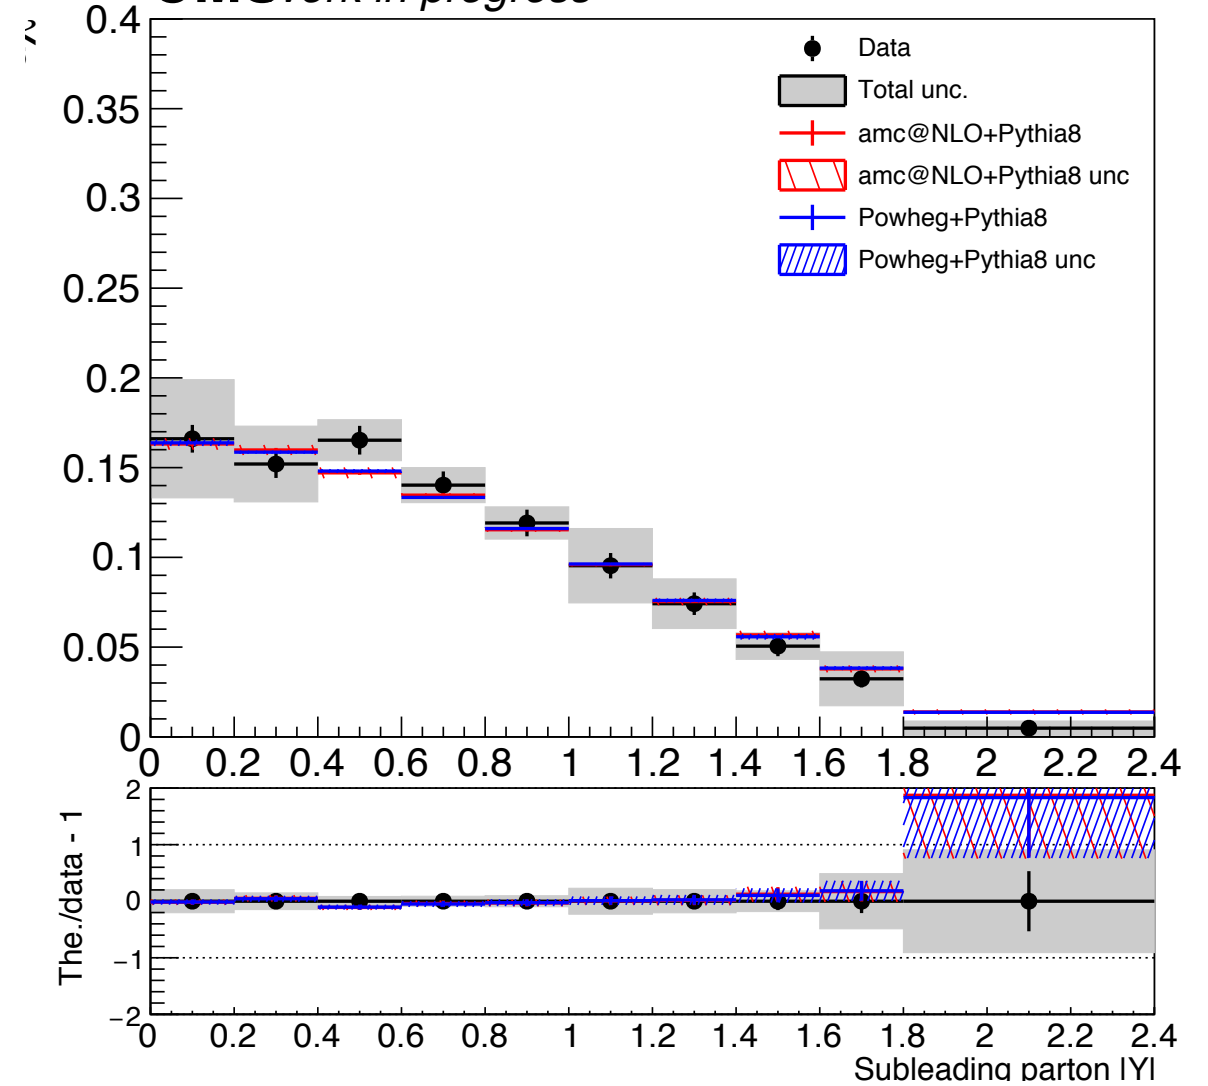 in progress
0.4
Data
Total unc.
0.35
amc@NLO+Pythia8
amc@NLO+Pythia8 unc
0.3
Powheg+Pythia8
Powheg+Pythia8 unc
0.25
0.2
0.15
0.1
0.05
0
0 0.2 0.4 0.6 0.8 1 1.2 1.4 1.6 1.8 2 2.2 2.4
The./data - 1
2
1
0
−1
−2
0 0.2 0.4 0.6 0.8 1 1.2 1.4 1.6 1.8 2 2.2 2.4
Subleading parton |Y|